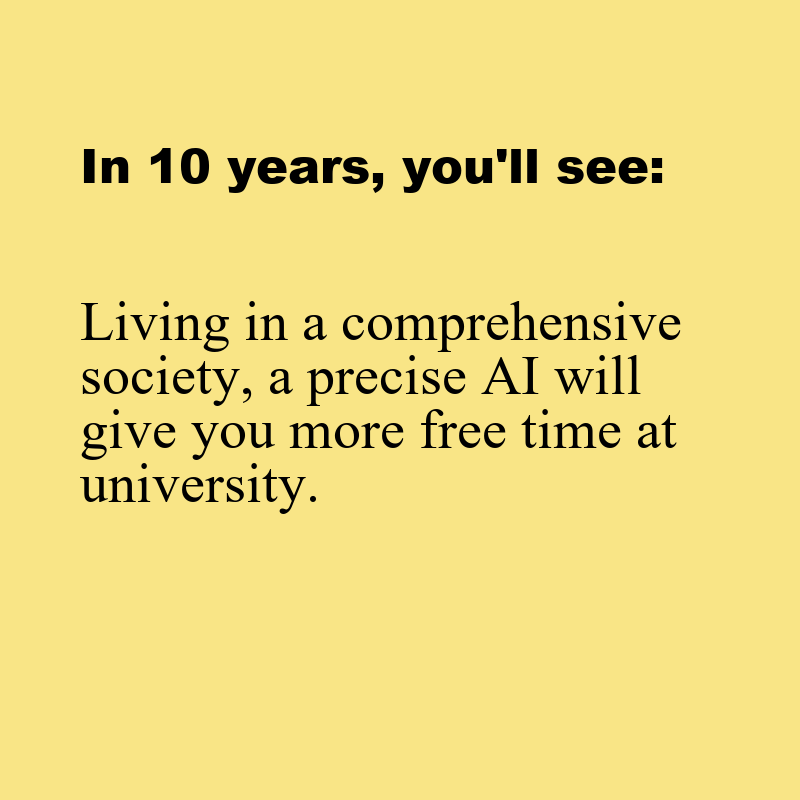 In 10 years, you'll see:
Living in a comprehensive
society, a precise AI will
give you more free time at
university.